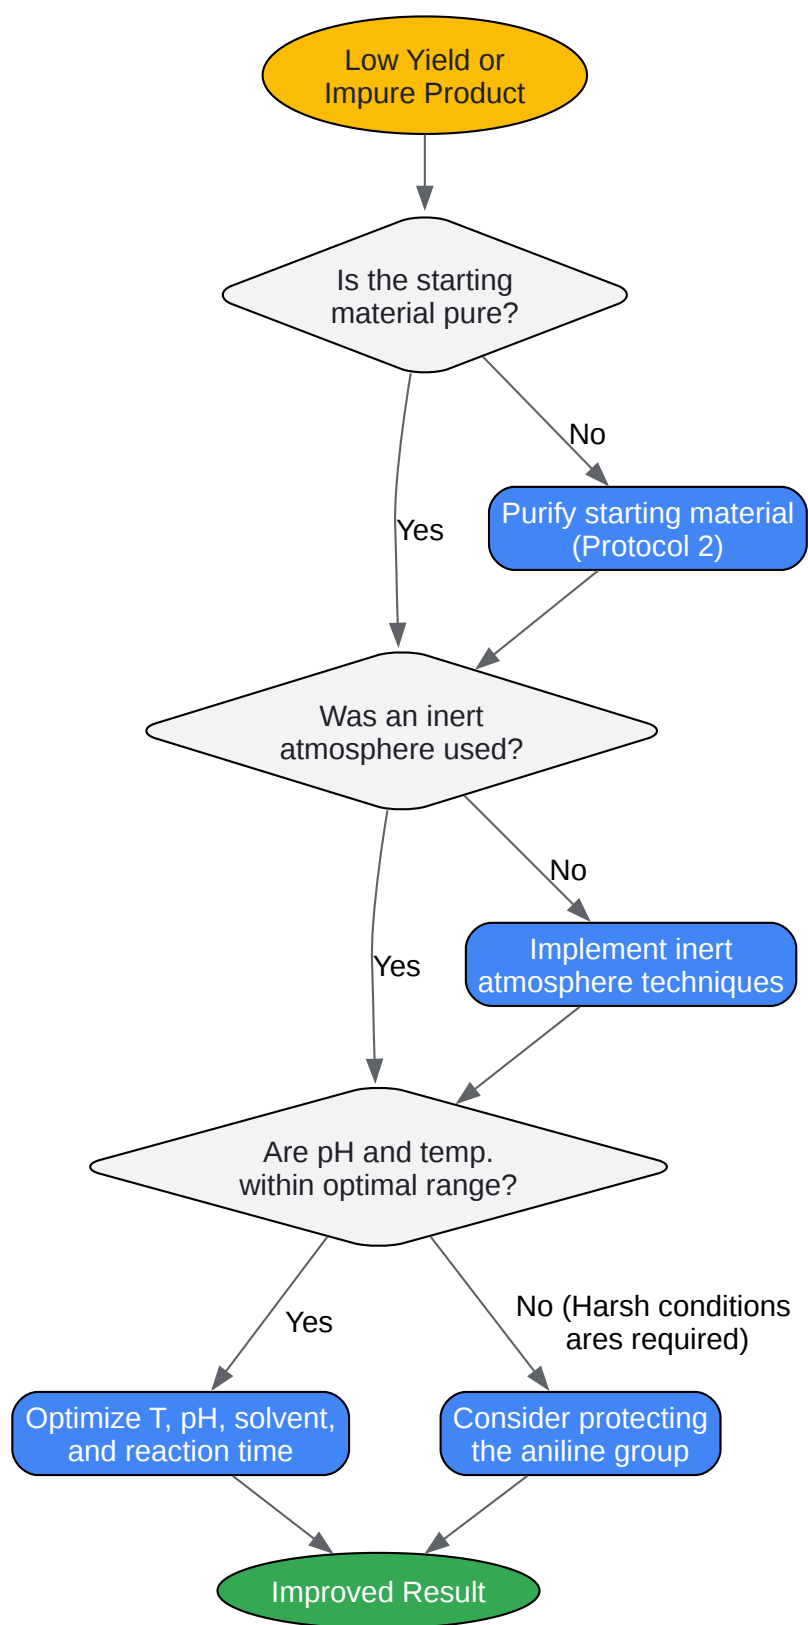 Low Yield or
Impure Product
Is the starting
material pure?
No
Yes
Purify starting material
(Protocol 2)
Was an inert
atmosphere used?
No
Yes
Implement inert
atmosphere techniques
Are pH and temp.
within optimal range?
Yes
No (Harsh conditions
ares required)
Optimize T, pH, solvent,
and reaction time
Consider protecting
the aniline group
Improved Result